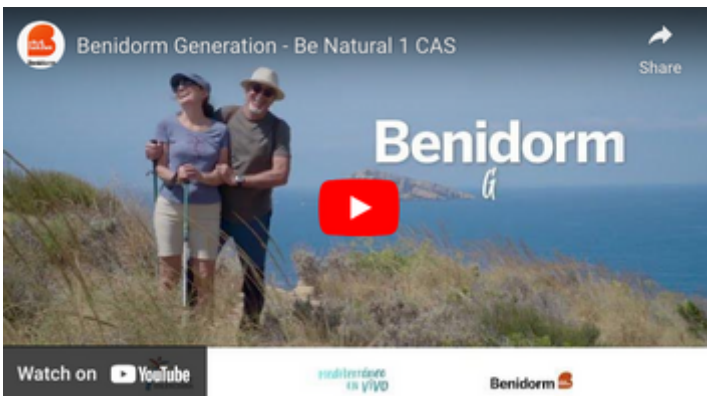 Benidorm Generation - Be Natural 1 CAS
Share
Benidorm
G
Watch on YouTube
mediterráneo
EN VIVO
Benidorm